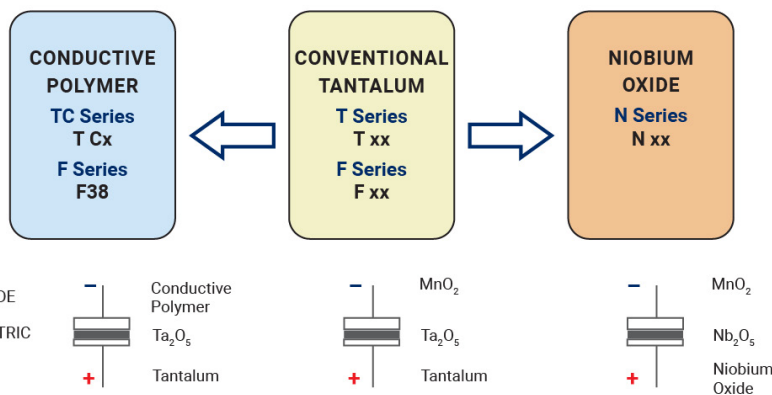 CONDUCTIVE
POLYMER
TC Series
T Cx
F Series
F38
CONVENTIONAL
TANTALUM
T Series
T xx
F Series
F xx
NIOBIUM
OXIDE
N Series
N xx
DE
TRIC
−
Conductive
Polymer
Ta₂O₅
+
Tantalum
−
MnO₂
Ta₂O₅
+
Tantalum
−
MnO₂
Nb₂O₅
+
Niobium
Oxide